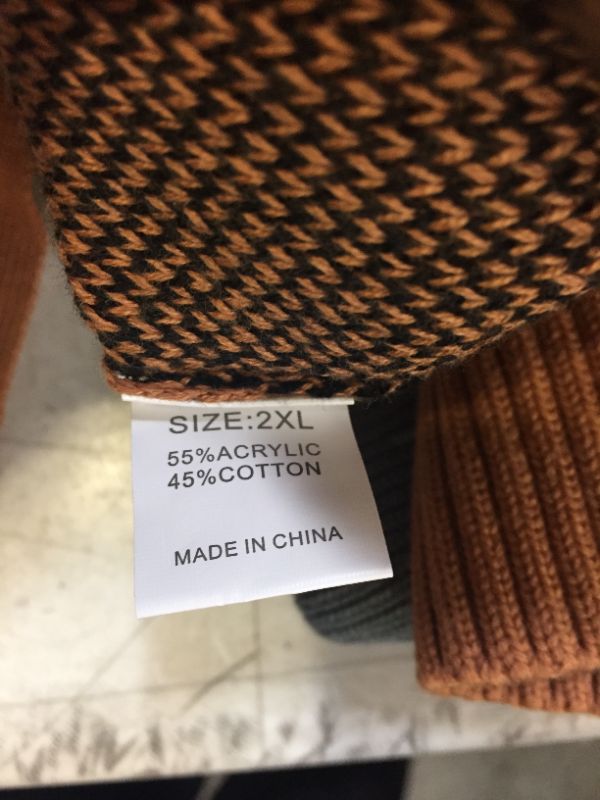 SIZE:2XL
55%ACRYLIC
45%COTTON
MADE IN CHINA